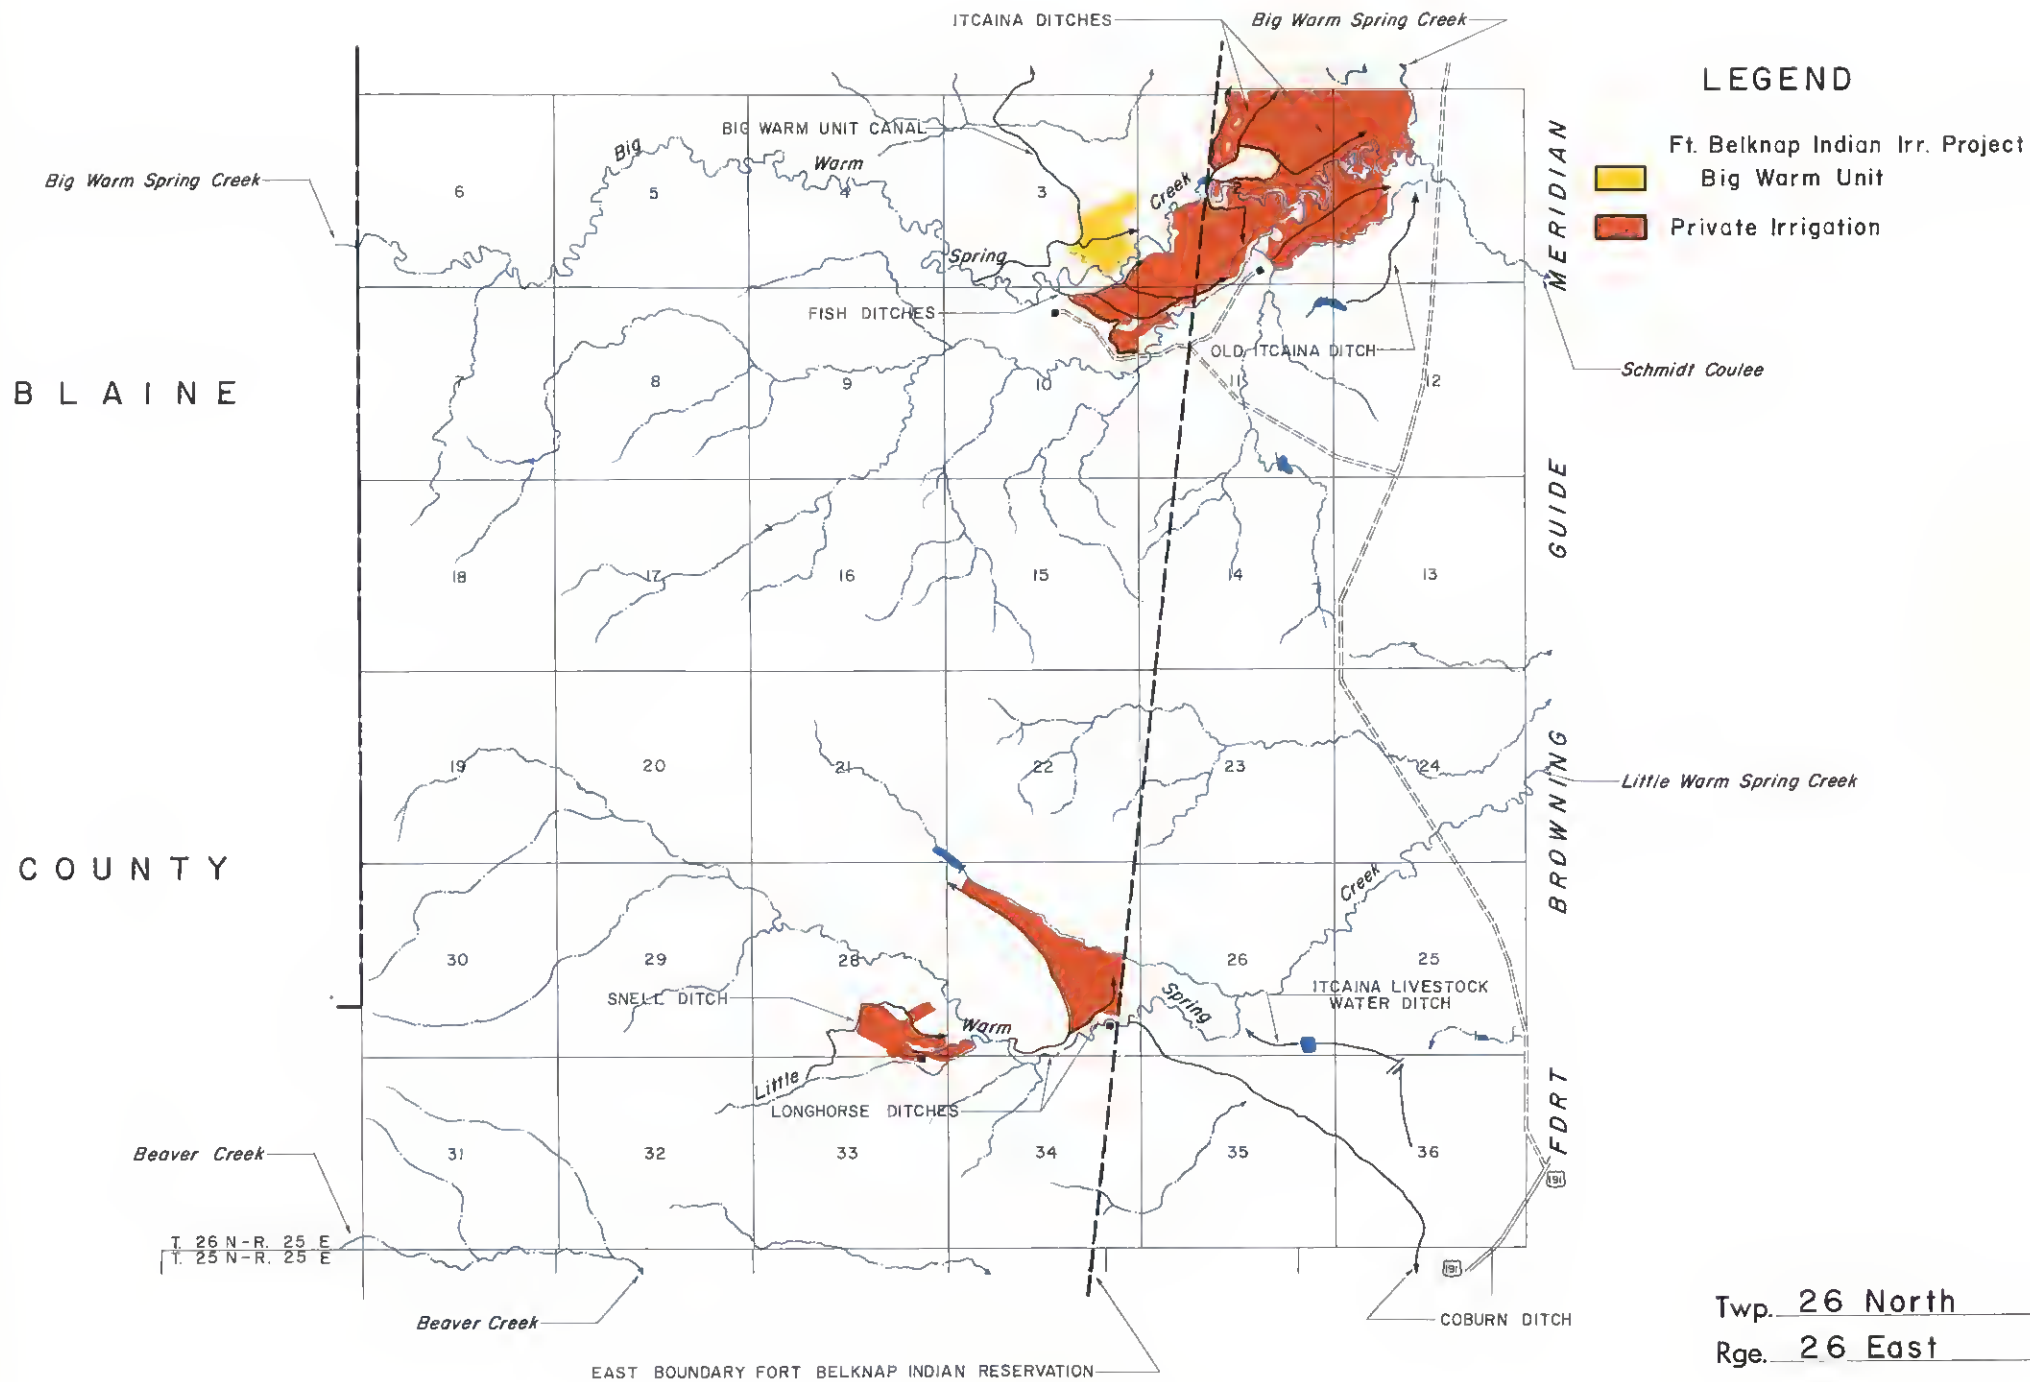 ITCAINA DITCHES
Big Warm Spring Creek
LEGEND
Ft. Belknap Indian Irr. Project
Big Warm Unit
Private Irrigation
BIG WARM UNIT CANAL
Big
Warm
Spring
Creek
Big Warm Spring Creek
6
5
4
3
2
1
MERIDIAN
FISH DITCHES
OLD ITCAINA DITCH
Schmidt Coulee
BLAINE
7
8
9
10
11
12
GUIDE
18
17
16
15
14
13
19
20
21
22
23
24
Little Warm Spring Creek
BROWNING
COUNTY
Creek
30
29
28
26
25
SNELL DITCH
Warm
Spring
ITCAINA LIVESTOCK
WATER DITCH
Little
LONGHORSE DITCHES
FORT
Beaver Creek
31
32
33
34
35
36
191
T. 26 N-R. 25 E
T. 25 N-R. 25 E
191
Beaver Creek
COBURN DITCH
EAST BOUNDARY FORT BELKNAP INDIAN RESERVATION
Twp. 26 North
Rge. 26 East